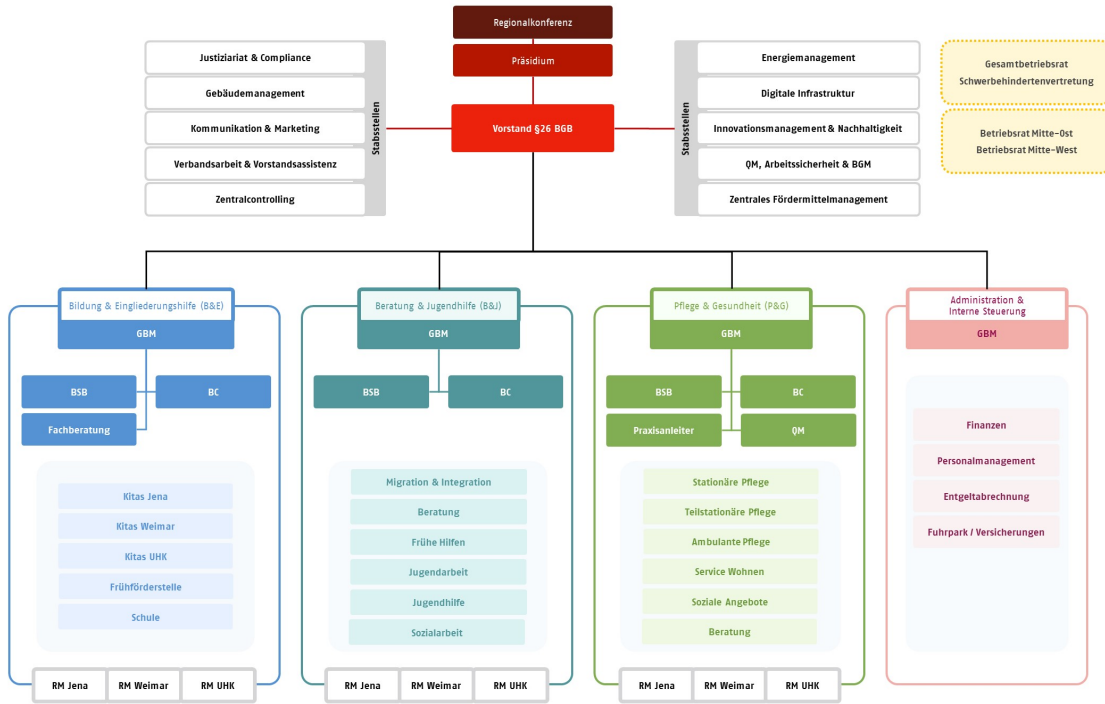 Regionalkonferenz
Präsidium
Vorstand §26 BGB
Stabsstellen
Justiziariat & Compliance
Gebäudemanagement
Kommunikation & Marketing
Verbandsarbeit & Vorstandsassistenz
Zentralcontrolling
Stabsstellen
Energiemanagement
Digitale Infrastruktur
Innovationsmanagement & Nachhaltigkeit
QM, Arbeitssicherheit & BGM
Zentrales Fördermittelmanagement
Gesamtbetriebsrat
Schwerbehindertenvertretung
Betriebsrat Mitte-Ost
Betriebsrat Mitte-West
Bildung & Eingliederungshilfe (B&E)
GBM
BSB
BC
Fachberatung
Kitas Jena
Kitas Weimar
Kitas UHK
Frühförderstelle
Schule
RM Jena
RM Weimar
RM UHK
Beratung & Jugendhilfe (B&J)
GBM
BSB
BC
Migration & Integration
Beratung
Frühe Hilfen
Jugendarbeit
Jugendhilfe
Sozialarbeit
RM Jena
RM Weimar
RM UHK
Pflege & Gesundheit (P&G)
GBM
BSB
BC
Praxisanleiter
QM
Stationäre Pflege
Teilstationäre Pflege
Ambulante Pflege
Service Wohnen
Soziale Angebote
Beratung
RM Jena
RM Weimar
RM UHK
Administration &
Interne Steuerung
GBM
Finanzen
Personalmanagement
Entgeltabrechnung
Fuhrpark / Versicherungen